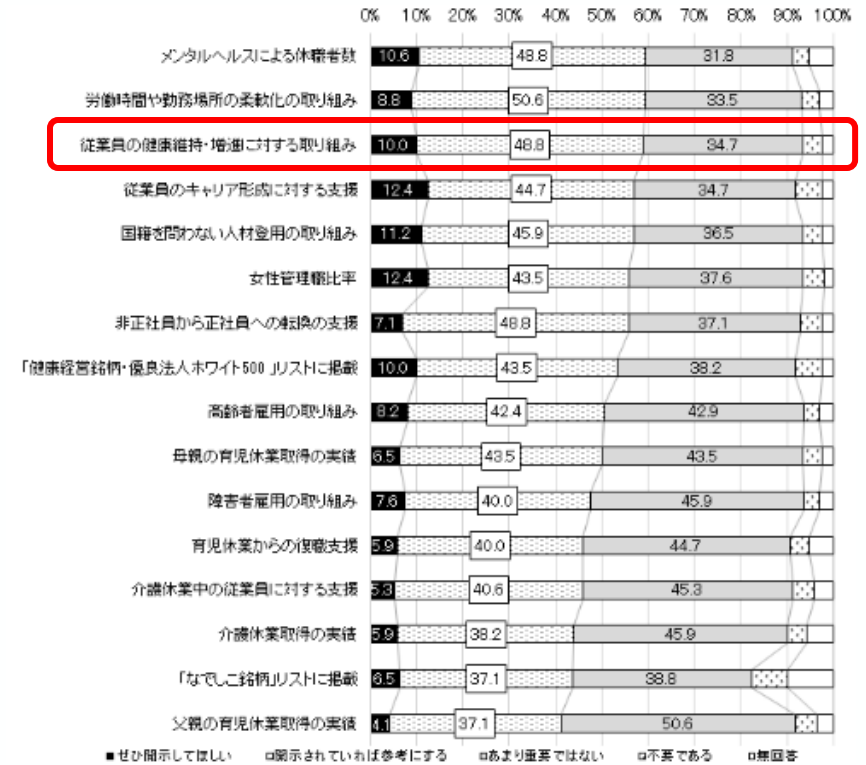 0% 10% 20% 30% 40% 50% 60% 70% 80% 90% 100%
メンタルヘルスによる休職者数 10.6 48.8 31.8
労働時間や勤務場所の柔軟化の取り組み 8.8 50.6 33.5
従業員の健康維持・増進に対する取り組み 10.0 48.8 34.7
従業員のキャリア形成に対する支援 12.4 44.7 34.7
国籍を問わない人材登用の取り組み 11.2 45.9 36.5
女性管理職比率 12.4 43.5 37.6
非正社員から正社員への転換の支援 7.1 48.8 37.1
「健康経営銘柄・優良法人ホワイト500」リストに掲載 10.0 43.5 38.2
高齢者雇用の取り組み 8.2 42.4 42.9
母親の育児休業取得の実績 6.5 43.5 43.5
障害者雇用の取り組み 7.6 40.0 45.9
育児休業からの復職支援 5.9 40.0 44.7
介護休業中の従業員に対する支援 5.3 40.6 45.3
介護休業取得の実績 5.9 38.2 45.9
「なでしこ銘柄」リストに掲載 6.5 37.1 38.8
父親の育児休業取得の実績 4.1 37.1 50.6
■ぜひ開示してほしい □開示されていれば参考にする □あまり重要ではない □不要である □無回答